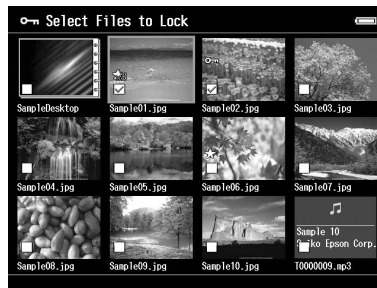 Select Files to Lock
SampleDesktop
Sample01.jpg
Sample02.jpg
Sample03.jpg
Sample04.jpg
Sample05.jpg
Sample06.jpg
Sample07.jpg
Sample 10
Seiko Epson Corp.
Sample08.jpg
Sample09.jpg
Sample10.jpg
T0000009.mp3